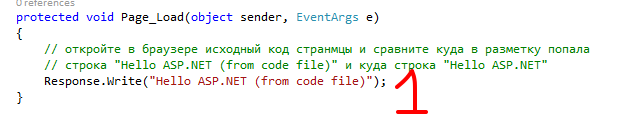 0 references
protected void Page_Load(object sender, EventArgs e)
{
// откройте в браузере исходный код странмцы и сравните куда в разметку попала
// строка "Hello ASP.NET (from code file)" и куда строка "Hello ASP.NET"
Response.Write("Hello ASP.NET (from code file)"); 1
}